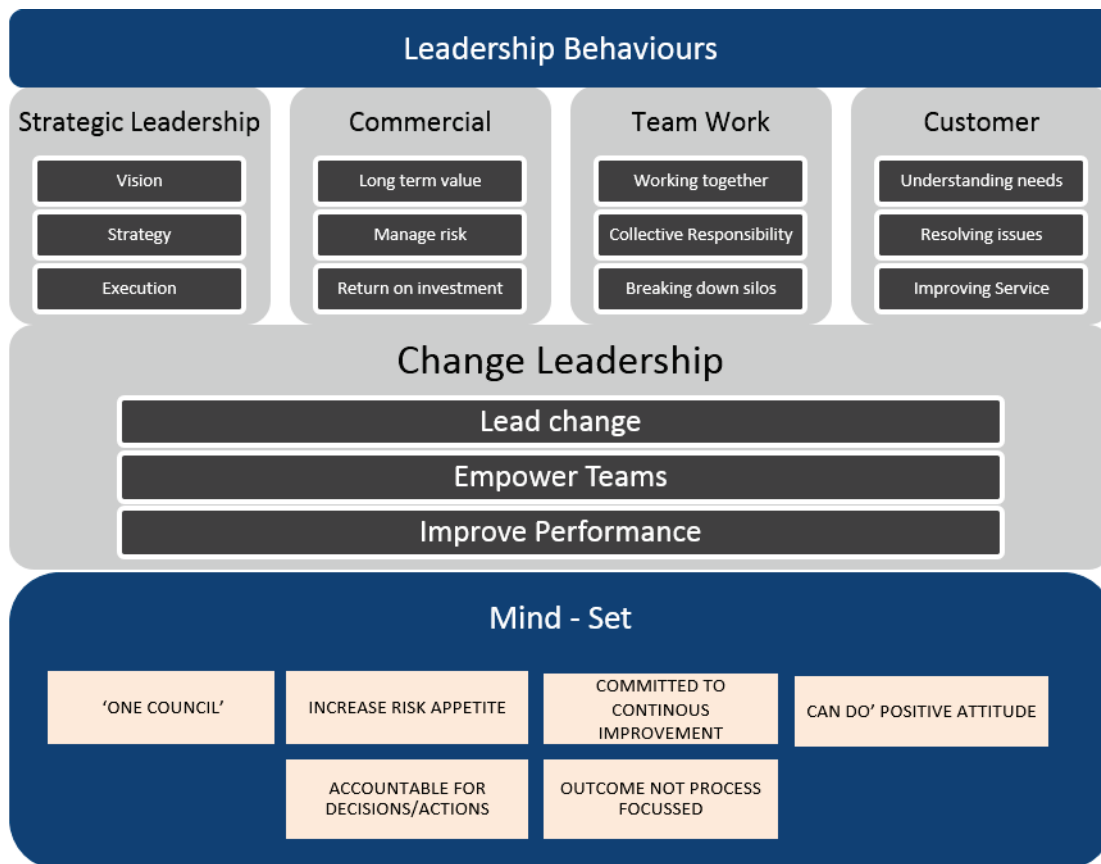 Leadership Behaviours
Strategic Leadership
Vision
Strategy
Execution
Commercial
Long term value
Manage risk
Return on investment
Team Work
Working together
Collective Responsibility
Breaking down silos
Customer
Understanding needs
Resolving issues
Improving Service
Change Leadership
Lead change
Empower Teams
Improve Performance
Mind - Set
‘ONE COUNCIL’
INCREASE RISK APPETITE
COMMITTED TO
CONTINOUS
IMPROVEMENT
CAN DO’ POSITIVE ATTITUDE
ACCOUNTABLE FOR
DECISIONS/ACTIONS
OUTCOME NOT PROCESS
FOCUSSED